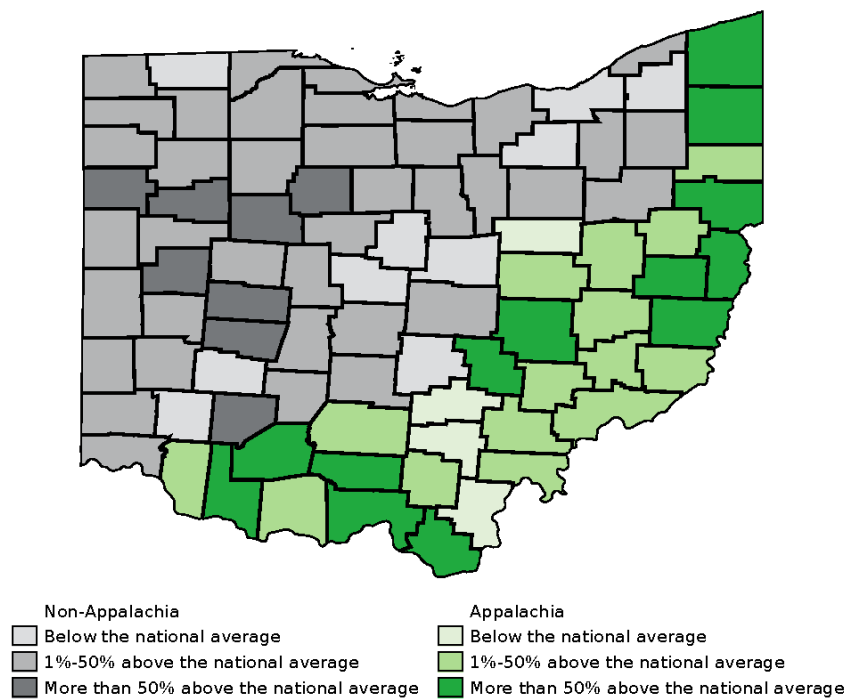 Non-Appalachia
Below the national average
1%-50% above the national average
More than 50% above the national average
Appalachia
Below the national average
1%-50% above the national average
More than 50% above the national average